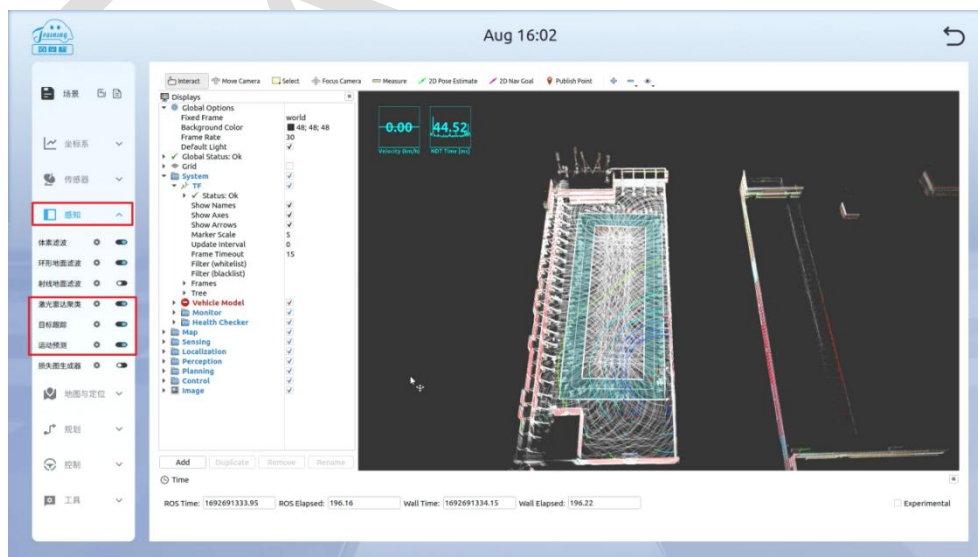 Training
Aug 16:02
场景
坐标系
传感器
感知
体素滤波
环形地面滤波
射线地面滤波
激光雷达聚类
目标跟踪
运动预测
损失图生成器
地图与定位
规划
控制
工具
Interact Move Camera Select Focus Camera Measure 2D Pose Estimate 2D Nav Goal Publish Point
Displays
Global Options
Fixed Frame world
Background Color 48; 48; 48
Frame Rate 30
Default Light
Global Status: Ok
Grid
System
TF
Status: Ok
Show Names
Show Axes
Show Arrows
Marker Scale 5
Update Interval 0
Frame Timeout 15
Filter (whitelist)
Filter (blacklist)
Frames
Tree
Vehicle Model
Monitor
Health Checker
Map
Sensing
Localization
Perception
Planning
Control
Image
Add Duplicate Remove Rename
0.00 44.52
Velocity (km/h) NDT Time [ms]
Time
ROS Time: 1692691333.95 ROS Elapsed: 196.16 Wall Time: 1692691334.15 Wall Elapsed: 196.22 Experimental